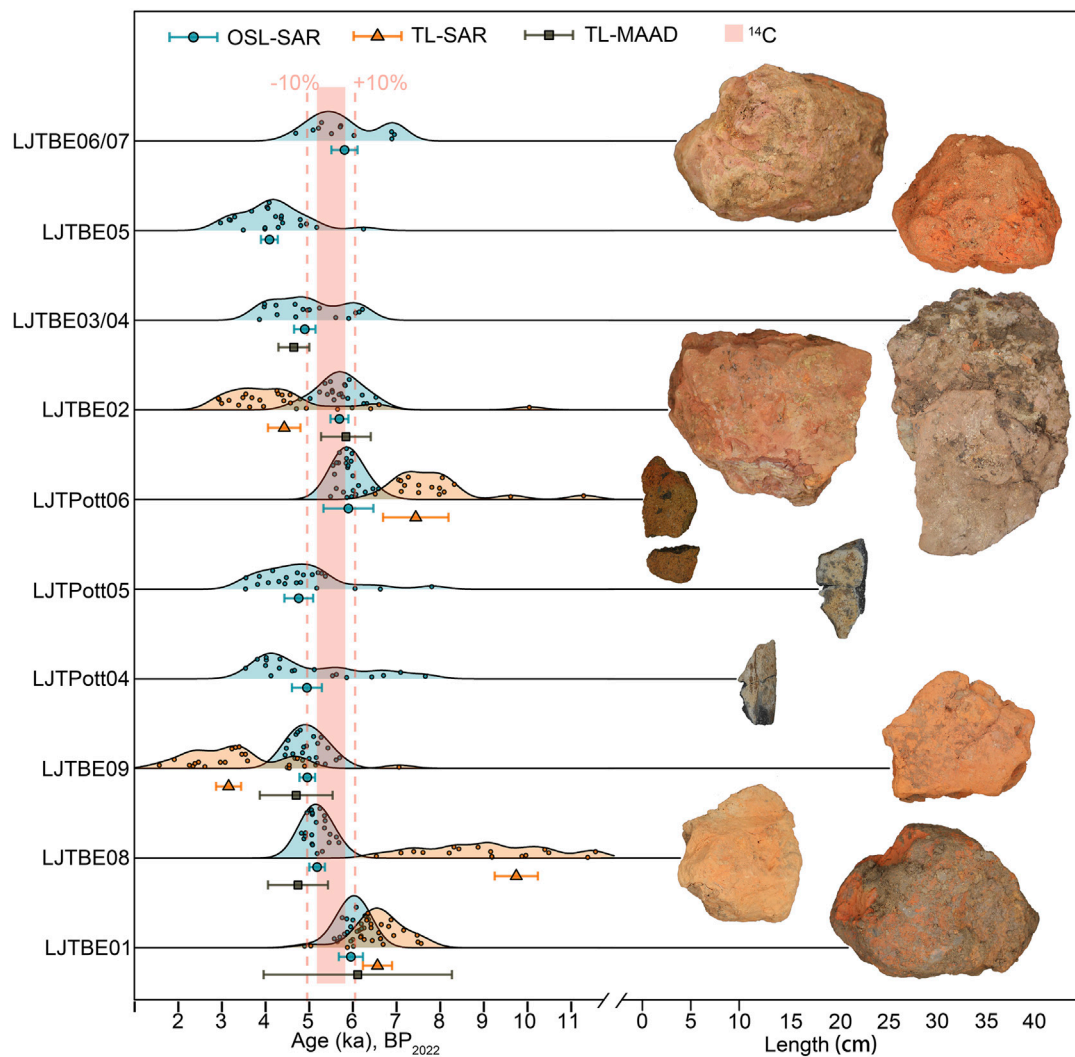 OSL-SAR TL-SAR TL-MAAD ¹⁴C
-10% +10%
LJTBE06/07
LJTBE05
LJTBE03/04
LJTBE02
LJTPott06
LJTPott05
LJTPott04
LJTBE09
LJTBE08
LJTBE01
2 3 4 5 6 7 8 9 10 11 0 5 10 15 20 25 30 35 40
Age (ka), BP₂₀₂₂ Length (cm)